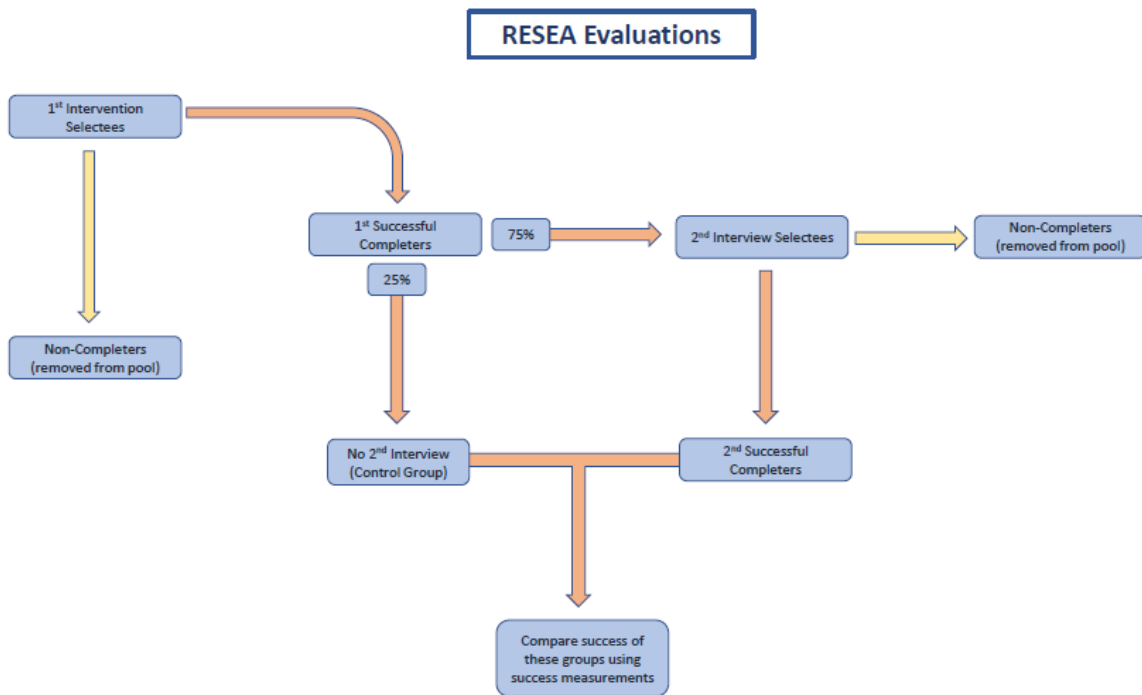 RESEA Evaluations
1st Intervention
Selectees
1st Successful
Completers
75%
2nd Interview Selectees
Non-Completers
(removed from pool)
25%
Non-Completers
(removed from pool)
No 2nd Interview
(Control Group)
2nd Successful
Completers
Compare success of
these groups using
success measurements